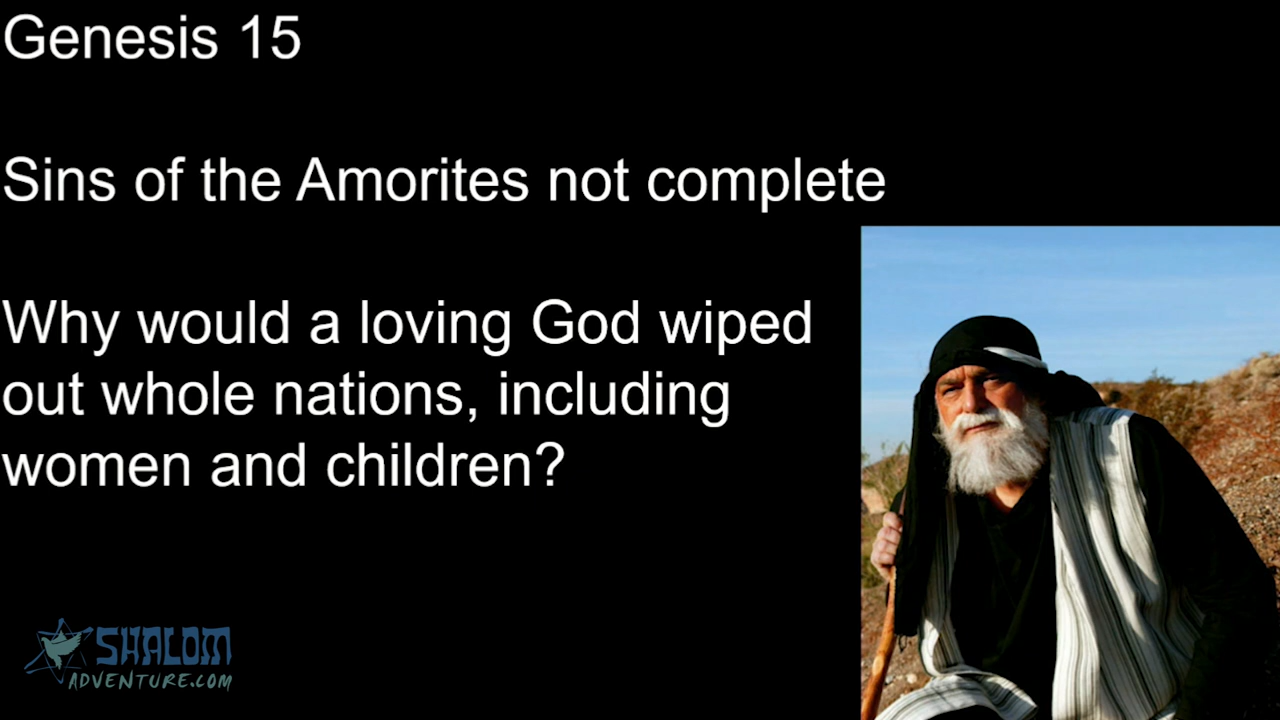 Genesis 15
Sins of the Amorites not complete
Why would a loving God wiped
out whole nations, including
women and children?
SHALOM
ADVENTURE.COM